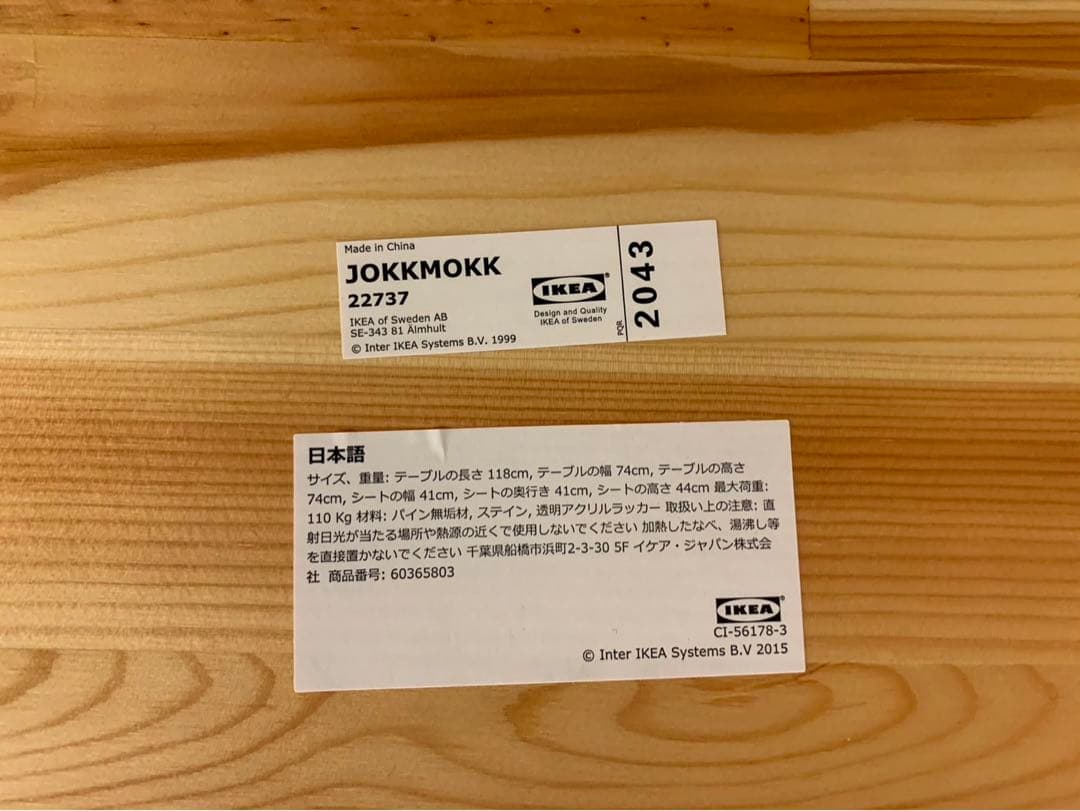 Made in China
JOKKMOKK
22737
IKEA of Sweden AB
SE-343 81 Älmhult
© Inter IKEA Systems B.V. 1999
IKEA®
Design and Quality
IKEA of Sweden
PQR
2043
日本語
サイズ、重量: テーブルの長さ 118cm, テーブルの幅 74cm, テーブルの高さ
74cm, シートの幅 41cm, シートの奥行き 41cm, シートの高さ 44cm 最大荷重:
110 Kg 材料: パイン無垢材, ステイン, 透明アクリルラッカー 取扱い上の注意: 直
射日光が当たる場所や熱源の近くで使用しないでください 加熱したなべ、湯沸し等
を直接置かないでください 千葉県船橋市浜町2-3-30 5F イケア・ジャパン株式会
社 商品番号: 60365803
IKEA®
CI-56178-3
© Inter IKEA Systems B.V 2015